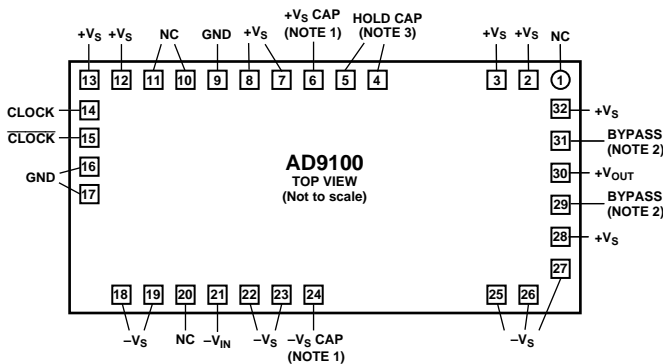 +VS CAP
(NOTE 1)
HOLD CAP
(NOTE 3)
+VS
+VS
NC
GND
+VS
+VS
+VS
NC
13
12
11
10
9
8
7
6
5
4
3
2
1
CLOCK
14
CLOCK
15
16
GND
17
AD9100
TOP VIEW
(Not to scale)
32
+VS
31
BYPASS
(NOTE 2)
30
+VOUT
29
BYPASS
(NOTE 2)
28
+VS
27
18
19
20
21
22
23
24
25
26
–VS
NC
–VIN
–VS
–VS CAP
(NOTE 1)
–VS